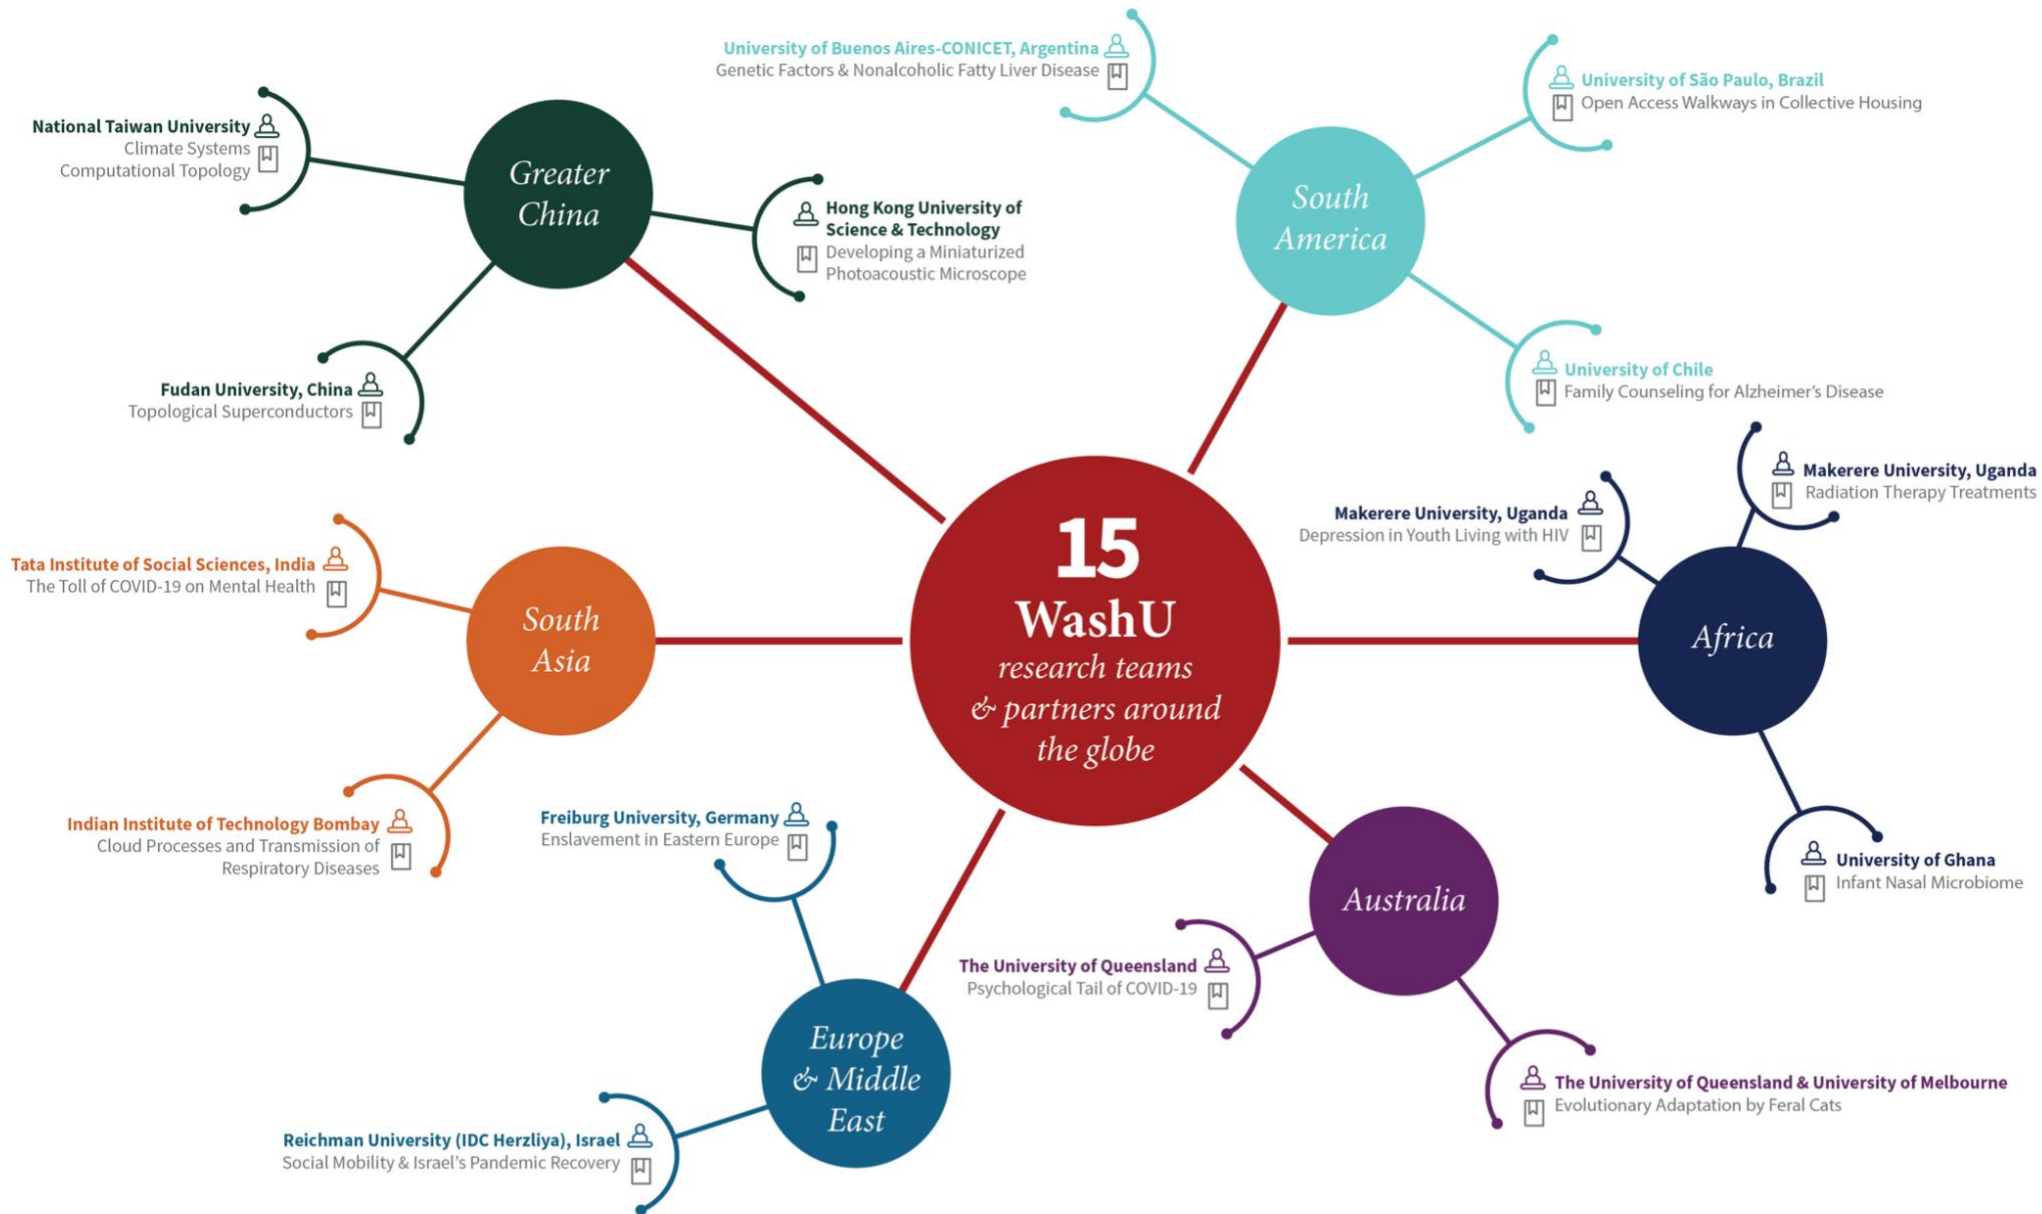 University of Buenos Aires-CONICET, Argentina
Genetic Factors & Nonalcoholic Fatty Liver Disease
University of São Paulo, Brazil
Open Access Walkways in Collective Housing
National Taiwan University
Climate Systems
Computational Topology
Greater
China
Hong Kong University of
Science & Technology
Developing a Miniaturized
Photoacoustic Microscope
South
America
Fudan University, China
Topological Superconductors
University of Chile
Family Counseling for Alzheimer's Disease
Makerere University, Uganda
Radiation Therapy Treatments
Makerere University, Uganda
Depression in Youth Living with HIV
15
WashU
research teams
& partners around
the globe
Tata Institute of Social Sciences, India
The Toll of COVID-19 on Mental Health
South
Asia
Africa
Indian Institute of Technology Bombay
Cloud Processes and Transmission of
Respiratory Diseases
Freiburg University, Germany
Enslavement in Eastern Europe
University of Ghana
Infant Nasal Microbiome
Australia
The University of Queensland
Psychological Tail of COVID-19
Europe
& Middle
East
The University of Queensland & University of Melbourne
Evolutionary Adaptation by Feral Cats
Reichman University (IDC Herzliya), Israel
Social Mobility & Israel's Pandemic Recovery